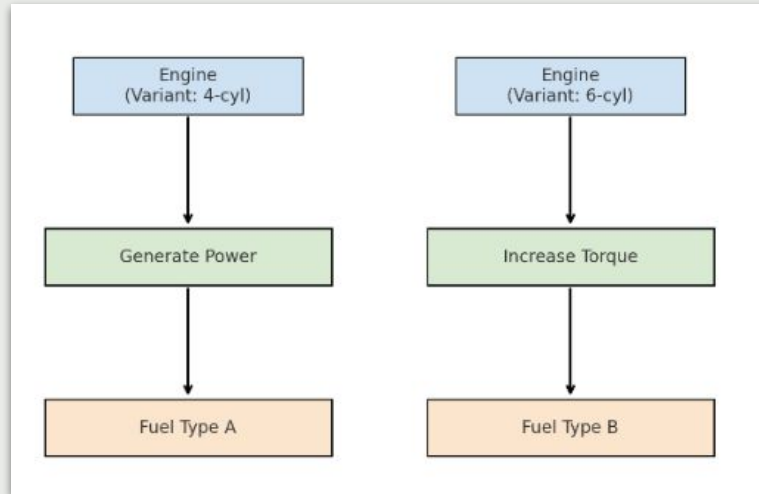 Engine
(Variant: 4-cyl)
Engine
(Variant: 6-cyl)
Generate Power
Increase Torque
Fuel Type A
Fuel Type B